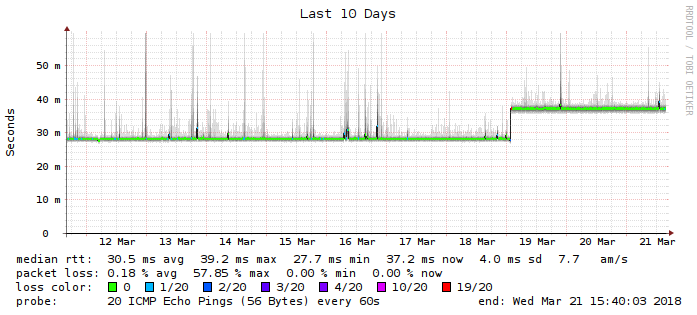 Last 10 Days
RRDTOOL / TOBI OETIKER
Seconds
50 m
40 m
30 m
20 m
10 m
0
12 Mar 13 Mar 14 Mar 15 Mar 16 Mar 17 Mar 18 Mar 19 Mar 20 Mar 21 Mar
median rtt: 30.5 ms avg 39.2 ms max 27.7 ms min 37.2 ms now 4.0 ms sd 7.7 am/s
packet loss: 0.18 % avg 57.85 % max 0.00 % min 0.00 % now
loss color: 0 1/20 2/20 3/20 4/20 10/20 19/20
probe: 20 ICMP Echo Pings (56 Bytes) every 60s end: Wed Mar 21 15:40:03 2018